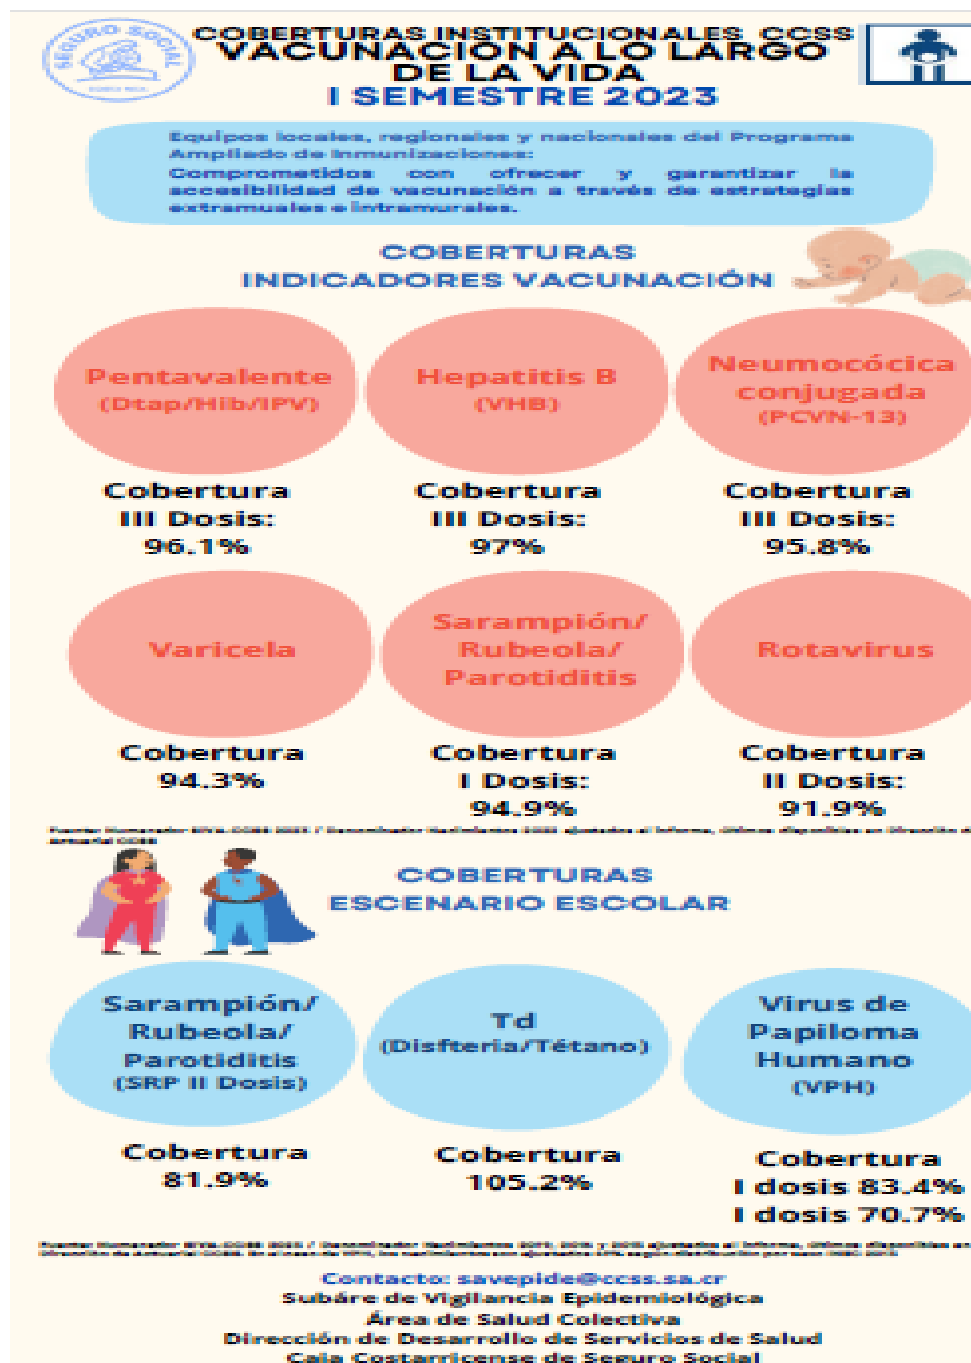 SEGURO SOCIAL
COBERTURAS INSTITUCIONALES CCSS
VACUNACIÓN A LO LARGO
DE LA VIDA
I SEMESTRE 2023
Equipos locales, regionales y nacionales del Programa
Ampliado de Inmunizaciones:
Comprometidos con ofrecer y garantizar la
accesibilidad de vacunación a través de estrategias
extramuales e intramurales.
COBERTURAS
INDICADORES VACUNACIÓN
Pentavalente
(Dtap/Hib/IPV)
Hepatitis B
(VHB)
Neumocócica
conjugada
(PCVN-13)
Cobertura
III Dosis:
96.1%
Cobertura
III Dosis:
97%
Cobertura
III Dosis:
95.8%
Varicela
Sarampión/
Rubeola/
Parotiditis
Rotavirus
Cobertura
94.3%
Cobertura
I Dosis:
94.9%
Cobertura
II Dosis:
91.9%
COBERTURAS
ESCENARIO ESCOLAR
Sarampión/
Rubeola/
Parotiditis
(SRP II Dosis)
Td
(Disfteria/Tétano)
Virus de
Papiloma
Humano
(VPH)
Cobertura
81.9%
Cobertura
105.2%
Cobertura
I dosis 83.4%
I dosis 70.7%
Contacto: savepide@ccss.sa.cr
Subáre de Vigilancia Epidemiológica
Área de Salud Colectiva
Dirección de Desarrollo de Servicios de Salud
Caja Costarricense de Seguro Social